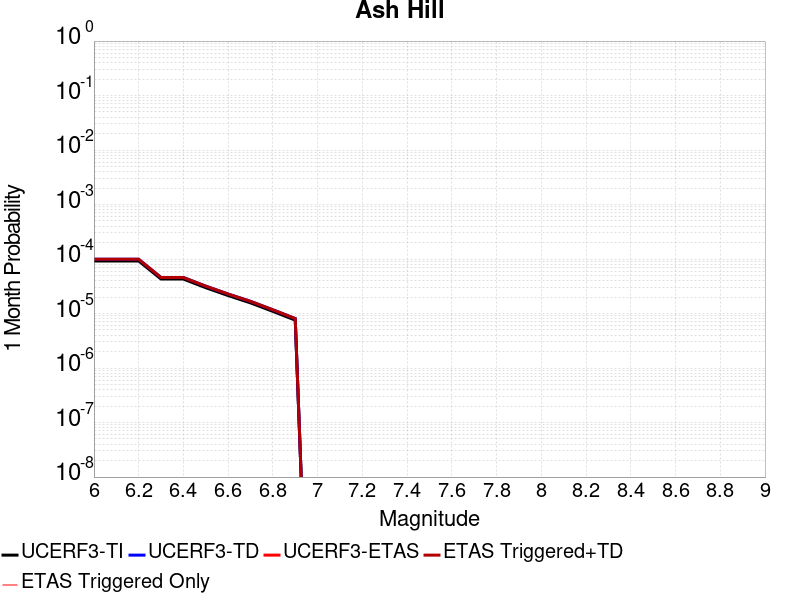 Ash Hill
10^0
10^-1
10^-2
10^-3
10^-4
10^-5
10^-6
10^-7
10^-8
1 Month Probability
6 6.2 6.4 6.6 6.8 7 7.2 7.4 7.6 7.8 8 8.2 8.4 8.6 8.8 9
Magnitude
UCERF3-TI UCERF3-TD UCERF3-ETAS ETAS Triggered+TD
ETAS Triggered Only